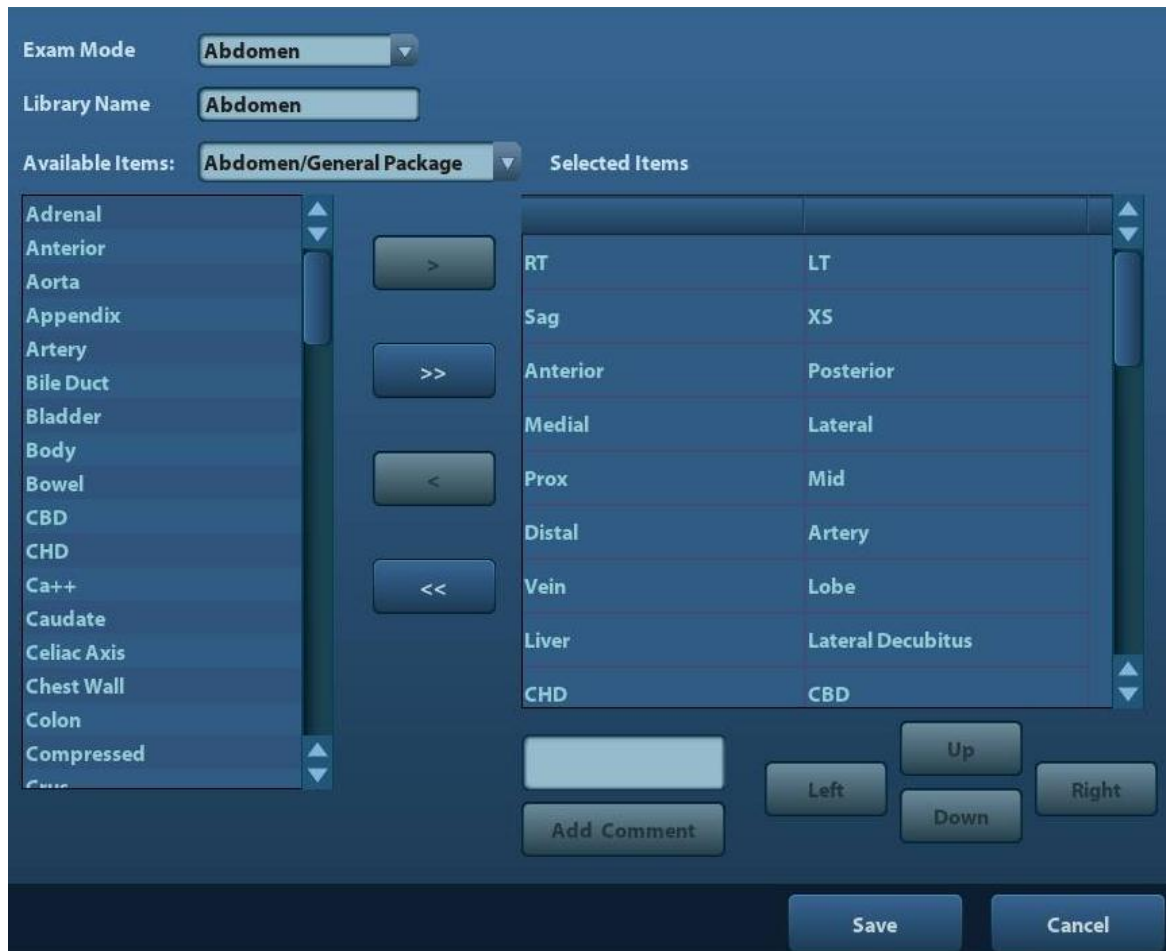 Exam Mode Abdomen
Library Name Abdomen
Available Items: Abdomen/General Package Selected Items
Adrenal
Anterior
Aorta
Appendix
Artery
Bile Duct
Bladder
Body
Bowel
CBD
CHD
Ca++
Caudate
Celiac Axis
Chest Wall
Colon
Compressed
Crus
>
>>
<
<<
RT LT
Sag XS
Anterior Posterior
Medial Lateral
Prox Mid
Distal Artery
Vein Lobe
Liver Lateral Decubitus
CHD CBD
Add Comment
Up
Left Right
Down
Save Cancel